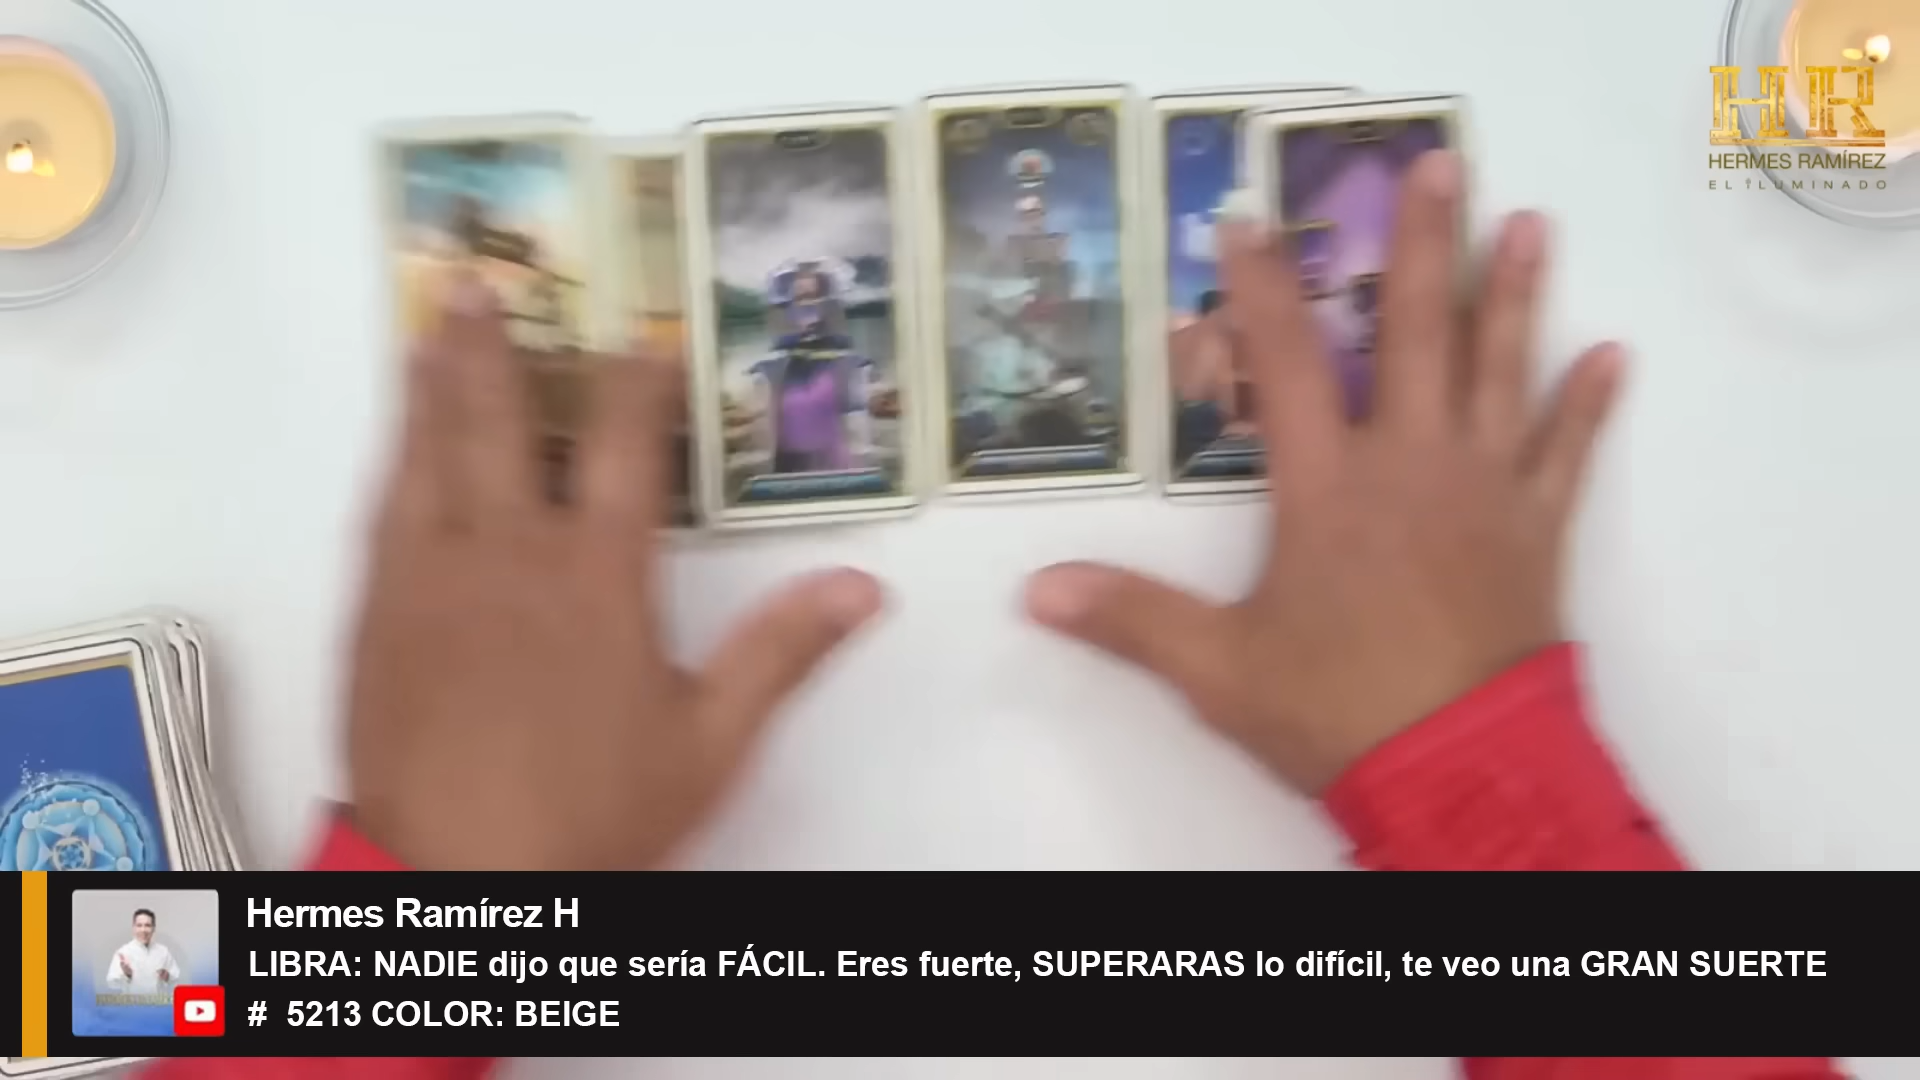 HR
HERMES RAMÍREZ
EL ILUMINADO
Hermes Ramírez H
LIBRA: NADIE dijo que sería FÁCIL. Eres fuerte, SUPERARAS lo difícil, te veo una GRAN SUERTE
# 5213 COLOR: BEIGE